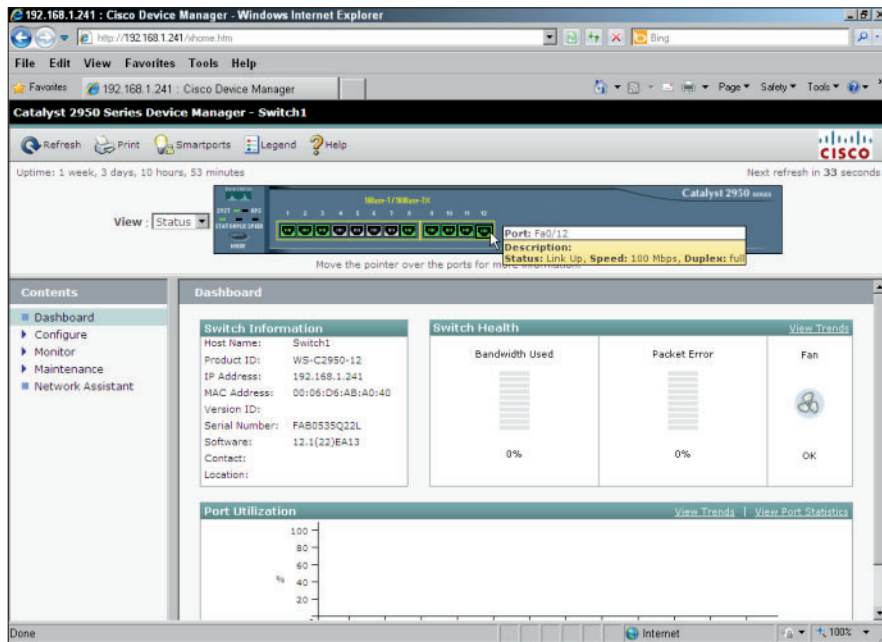 192.168.1.241 : Cisco Device Manager - Windows Internet Explorer
http://192.168.1.241/xhome.htm
Bing
File Edit View Favorites Tools Help
Favorites 192.168.1.241 : Cisco Device Manager Page Safety Tools
Catalyst 2950 Series Device Manager - Switch1
Refresh Print Smartports Legend Help
CISCO
Uptime: 1 week, 3 days, 10 hours, 53 minutes Next refresh in 33 seconds
View : Status
10Base-T/100Base-TX
Catalyst 2950 SERIES
1 2 3 4 5 6 7 8 9 10 11 12
MODE
Port: Fa0/12
Description:
Status: Link Up, Speed: 100 Mbps, Duplex: full
Move the pointer over the ports for more information.
Contents
Dashboard
Configure
Monitor
Maintenance
Network Assistant
Dashboard
Switch Information
Host Name: Switch1
Product ID: WS-C2950-12
IP Address: 192.168.1.241
MAC Address: 00:06:D6:AB:A0:40
Version ID:
Serial Number: FAB0535Q22L
Software: 12.1(22)EA13
Contact:
Location:
Switch Health View Trends
Bandwidth Used Packet Error Fan
0% 0% OK
Port Utilization View Trends | View Port Statistics
100
80
60
% 40
20
Done Internet 100%